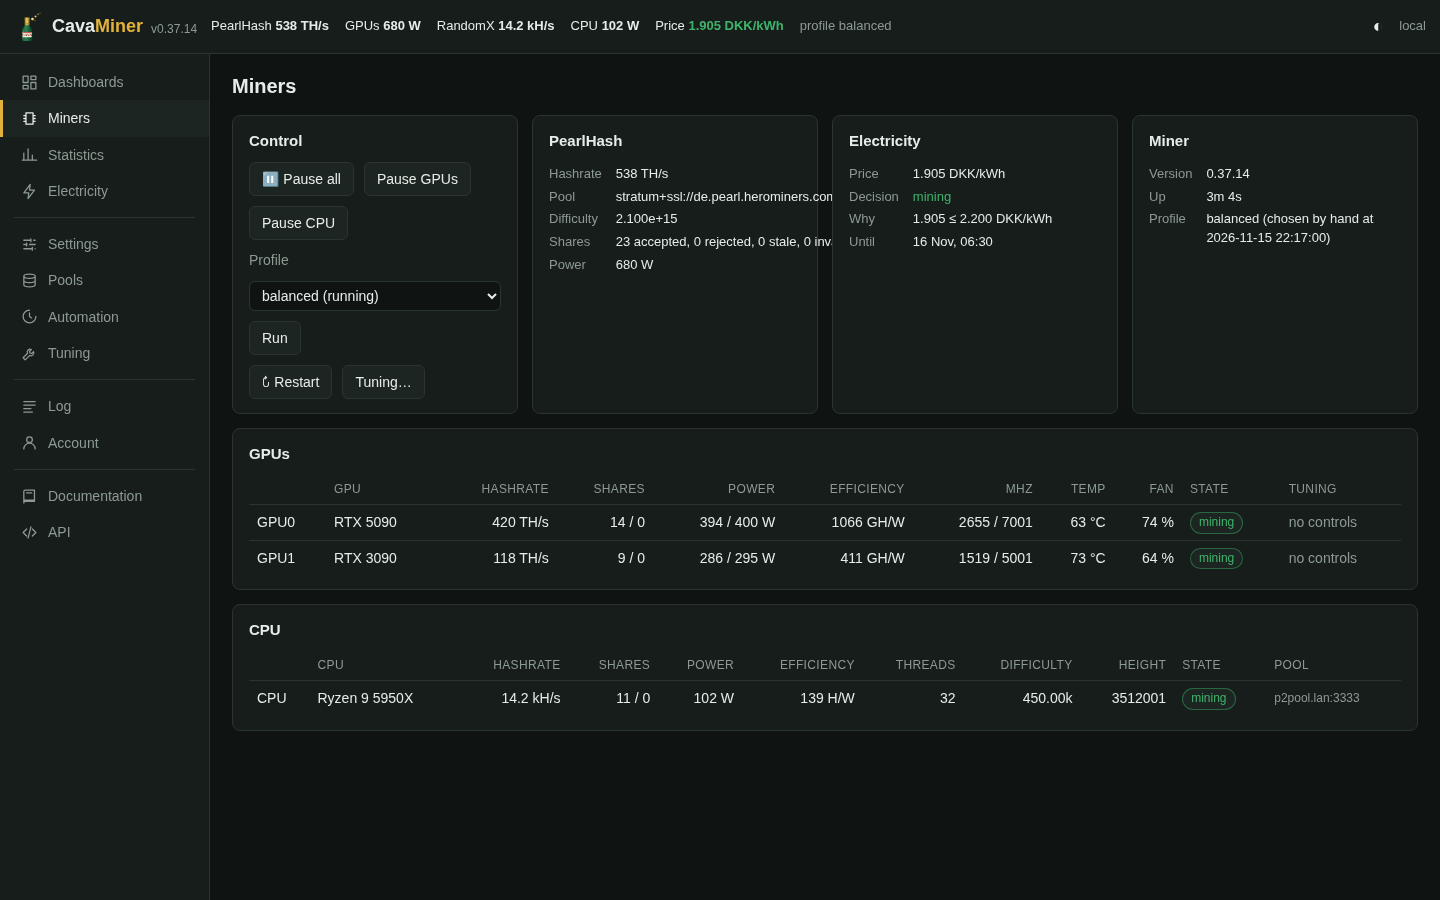 CavaMiner v0.37.14 PearlHash 538 TH/s GPUs 680 W RandomX 14.2 kH/s CPU 102 W Price 1.905 DKK/kWh profile balanced local
Dashboards
Miners
Statistics
Electricity
Settings
Pools
Automation
Tuning
Log
Account
Documentation
API
Miners
Control
Pause all Pause GPUs
Pause CPU
Profile
balanced (running)
Run
Restart Tuning…
PearlHash
Hashrate 538 TH/s
Pool stratum+ssl://de.pearl.herominers.com
Difficulty 2.100e+15
Shares 23 accepted, 0 rejected, 0 stale, 0 inv
Power 680 W
Electricity
Price 1.905 DKK/kWh
Decision mining
Why 1.905 ≤ 2.200 DKK/kWh
Until 16 Nov, 06:30
Miner
Version 0.37.14
Up 3m 4s
Profile balanced (chosen by hand at
2026-11-15 22:17:00)
GPUs
GPU HASHRATE SHARES POWER EFFICIENCY MHZ TEMP FAN STATE TUNING
GPU0 RTX 5090 420 TH/s 14 / 0 394 / 400 W 1066 GH/W 2655 / 7001 63 °C 74 % mining no controls
GPU1 RTX 3090 118 TH/s 9 / 0 286 / 295 W 411 GH/W 1519 / 5001 73 °C 64 % mining no controls
CPU
CPU HASHRATE SHARES POWER EFFICIENCY THREADS DIFFICULTY HEIGHT STATE POOL
CPU Ryzen 9 5950X 14.2 kH/s 11 / 0 102 W 139 H/W 32 450.00k 3512001 mining p2pool.lan:3333